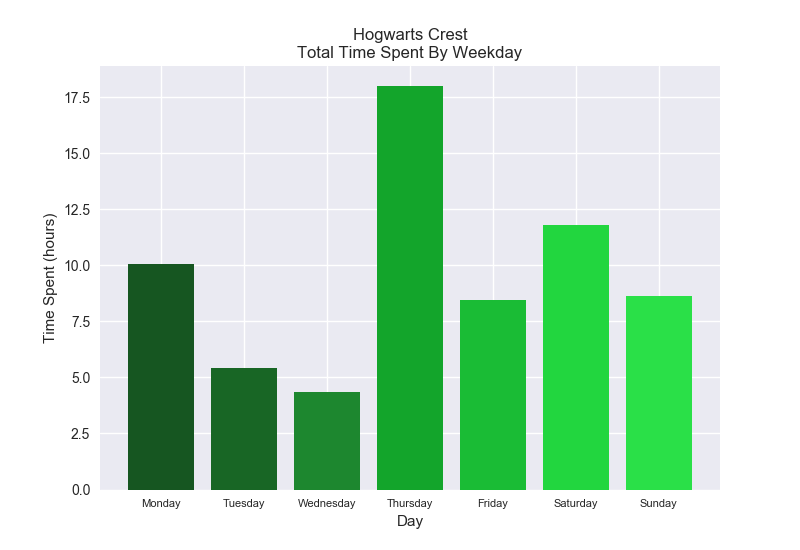 Hogwarts Crest
Total Time Spent By Weekday
Time Spent (hours)
17.5
15.0
12.5
10.0
7.5
5.0
2.5
0.0
Monday Tuesday Wednesday Thursday Friday Saturday Sunday
Day